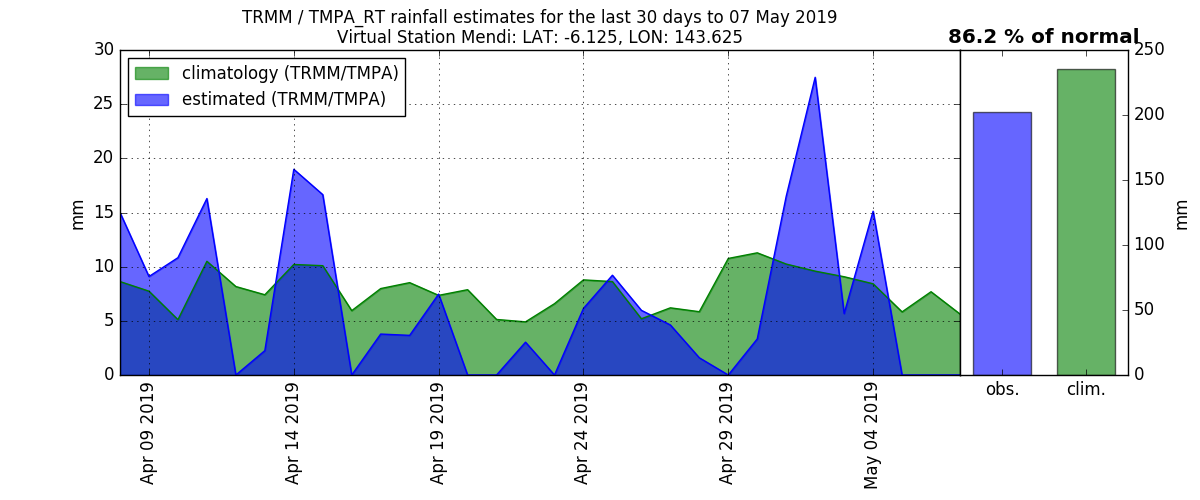 TRMM / TMPA_RT rainfall estimates for the last 30 days to 07 May 2019
Virtual Station Mendi: LAT: -6.125, LON: 143.625
86.2 % of normal
climatology (TRMM/TMPA)
estimated (TRMM/TMPA)
mm
30
25
20
15
10
5
0
Apr 09 2019
Apr 14 2019
Apr 19 2019
Apr 24 2019
Apr 29 2019
May 04 2019
obs.
clim.
250
200
150
100
50
0
mm